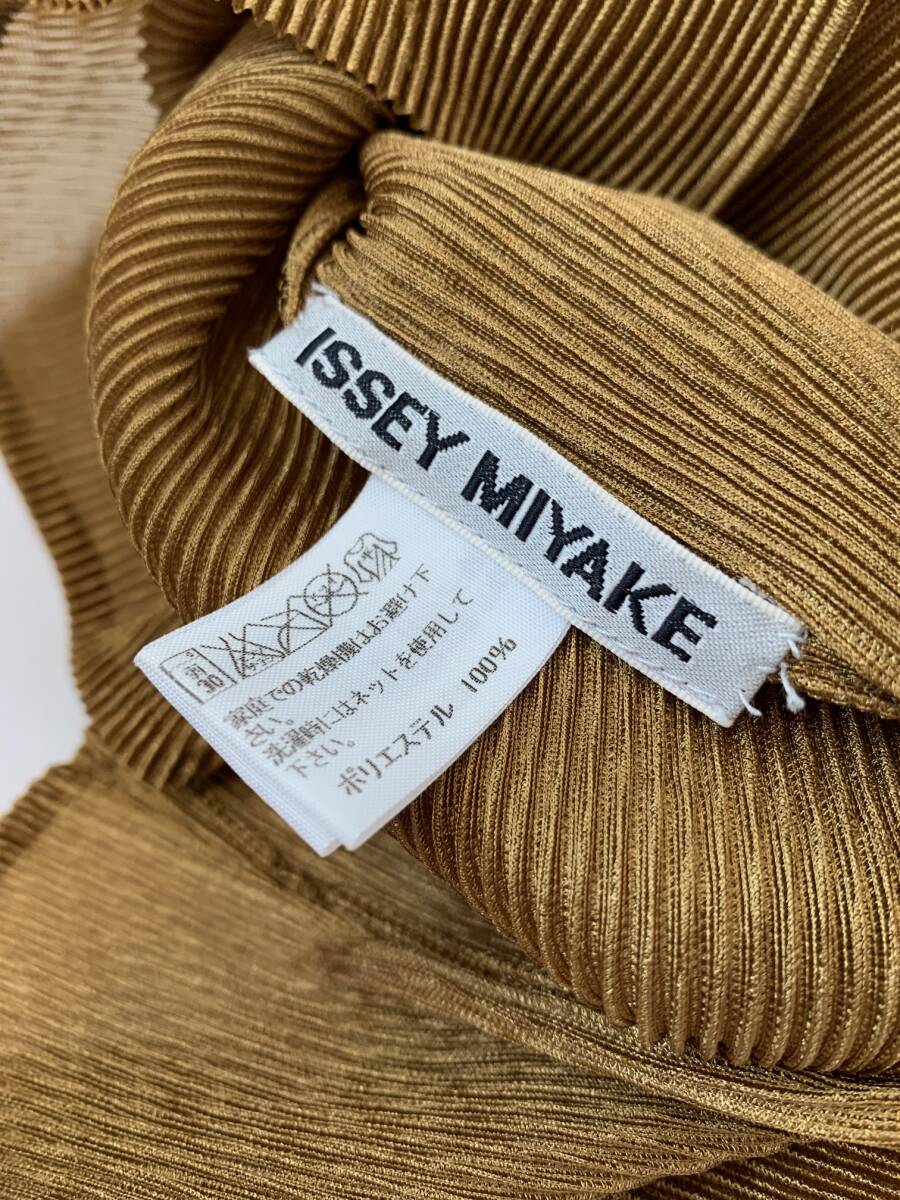 ISSEY MIYAKE
30
家庭での乾燥機はお避け下
さい。
洗濯時にはネットを使用して
下さい。
ポリエステル 100%